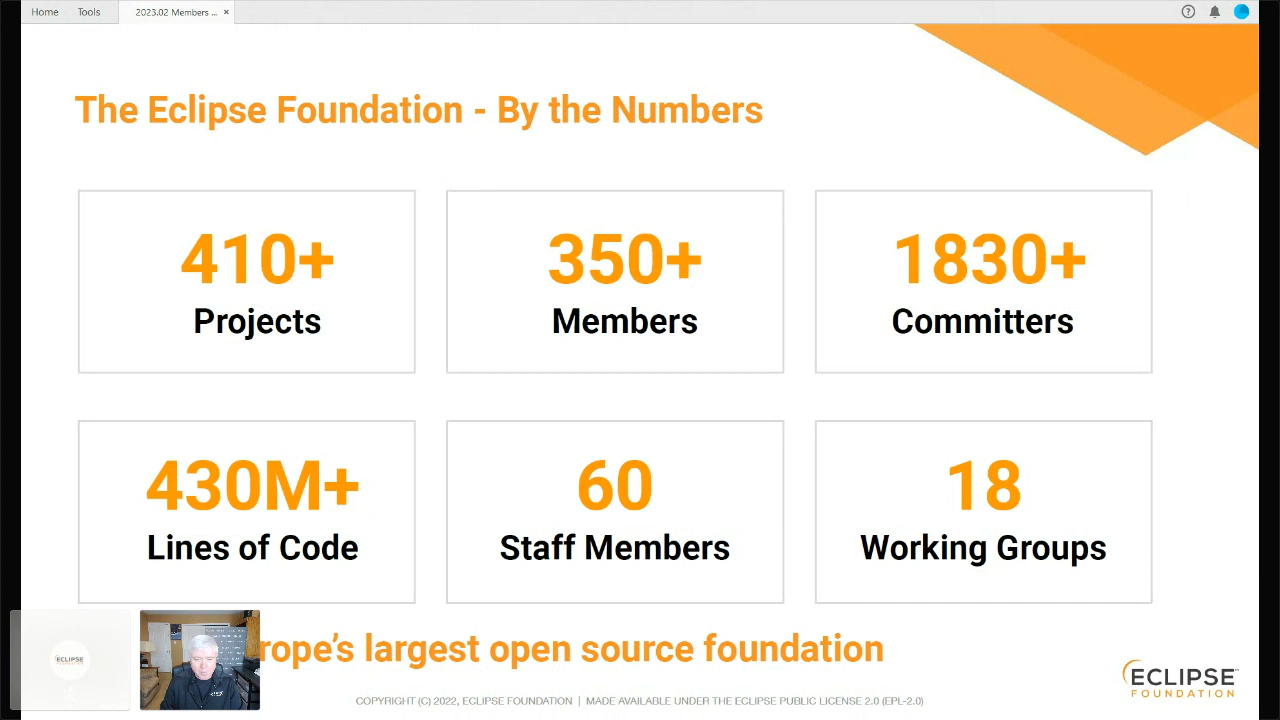 Home Tools 2023.02 Members ... ×
The Eclipse Foundation - By the Numbers
410+ 350+ 1830+
Projects Members Committers
430M+ 60 18
Lines of Code Staff Members Working Groups
rope's largest open source foundation
ECLIPSE
FOUNDATION
ECLIPSE
FOUNDATION
COPYRIGHT (C) 2022, ECLIPSE FOUNDATION | MADE AVAILABLE UNDER THE ECLIPSE PUBLIC LICENSE 2.0 (EPL-2.0)